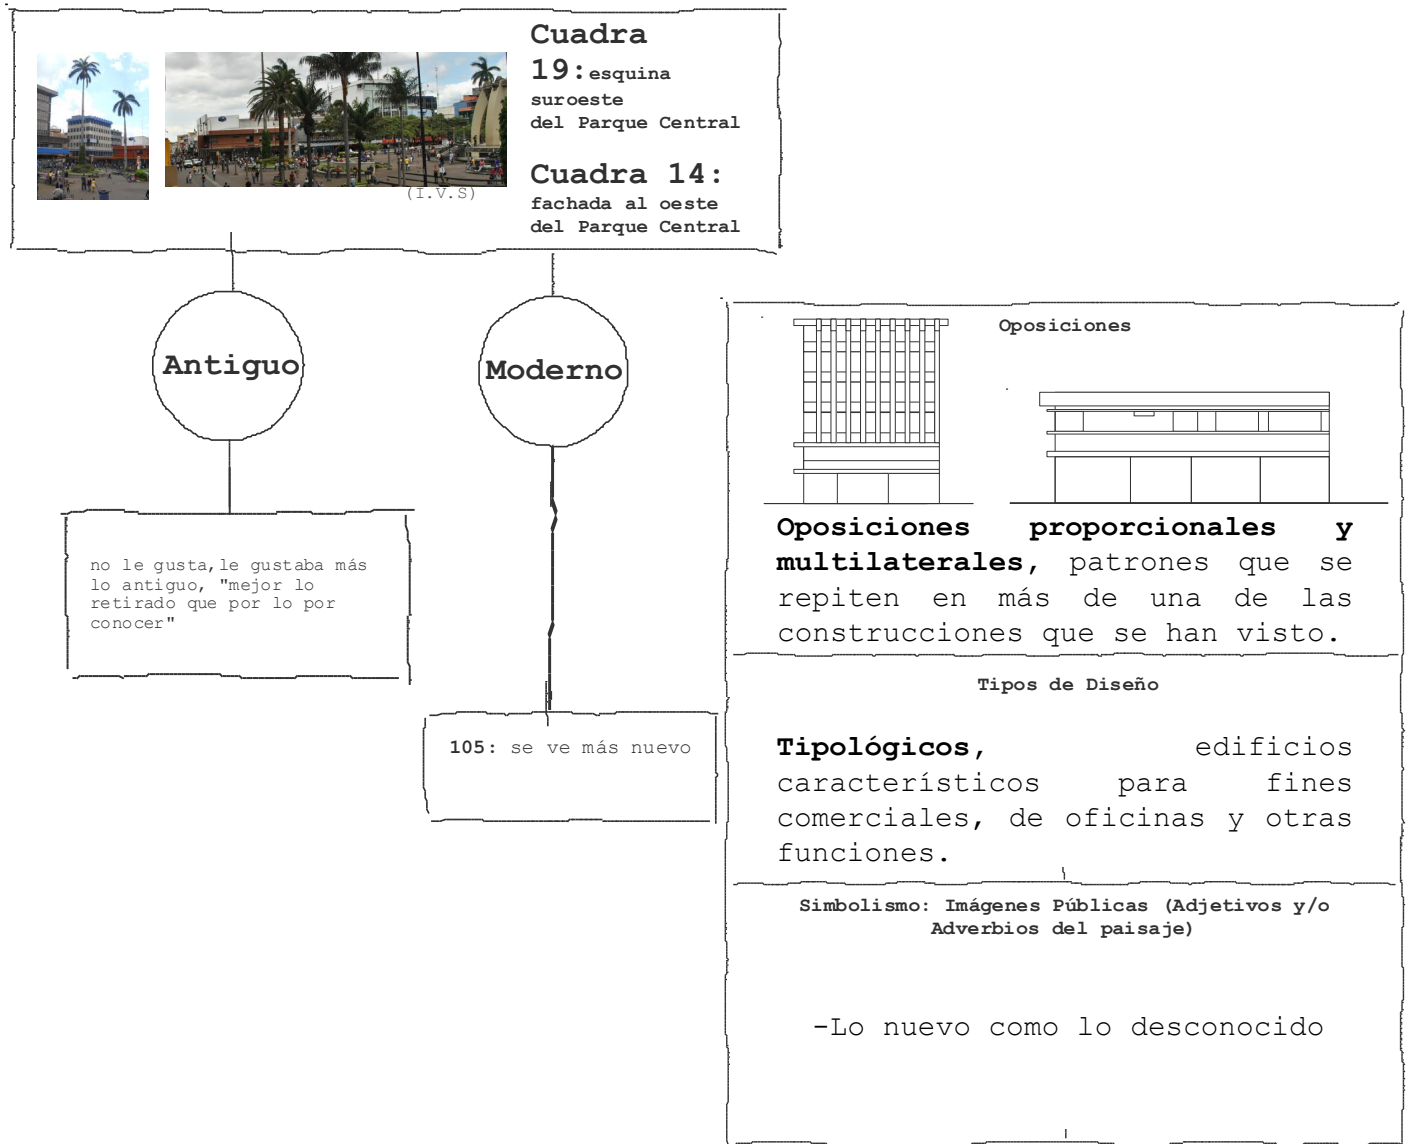 Cuadra
19:esquina
suroeste
del Parque Central
Cuadra 14:
fachada al oeste
del Parque Central
(I.V.S)
Antiguo
Moderno
no le gusta,le gustaba más
lo antiguo, "mejor lo
retirado que por lo por
conocer"
105: se ve más nuevo
Oposiciones
Oposiciones proporcionales y
multilaterales, patrones que se
repiten en más de una de las
construcciones que se han visto.
Tipos de Diseño
Tipológicos, edificios
característicos para fines
comerciales, de oficinas y otras
funciones.
Simbolismo: Imágenes Públicas (Adjetivos y/o
Adverbios del paisaje)
-Lo nuevo como lo desconocido